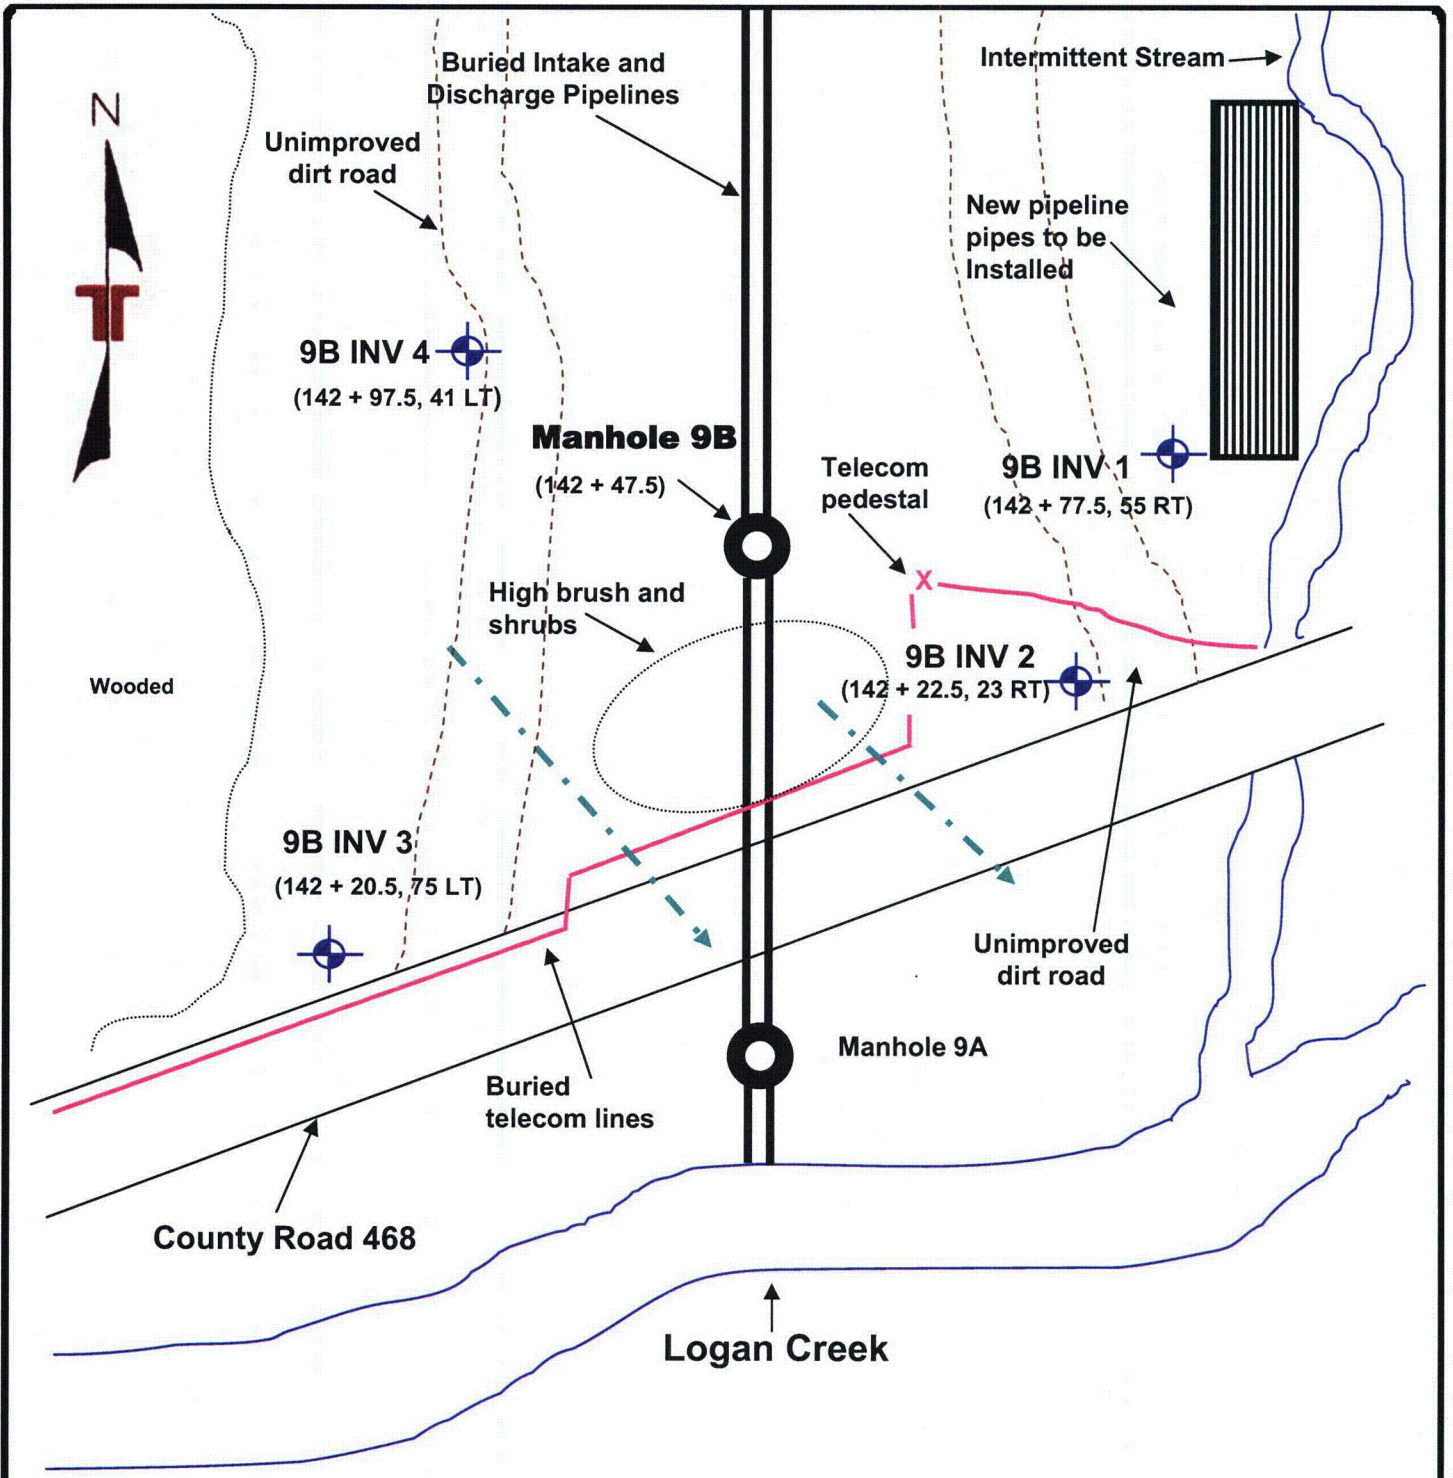 Buried Intake and
Discharge Pipelines
Intermittent Stream
N
Unimproved
dirt road
New pipeline
pipes to be
Installed
9B INV 4
(142 + 97.5, 41 LT)
Manhole 9B
(142 + 47.5)
Telecom
pedestal
9B INV 1
(142 + 77.5, 55 RT)
X
High brush and
shrubs
9B INV 2
(142 + 22.5, 23 RT)
Wooded
9B INV 3
(142 + 20.5, 75 LT)
Unimproved
dirt road
Manhole 9A
Buried
telecom lines
County Road 468
Logan Creek